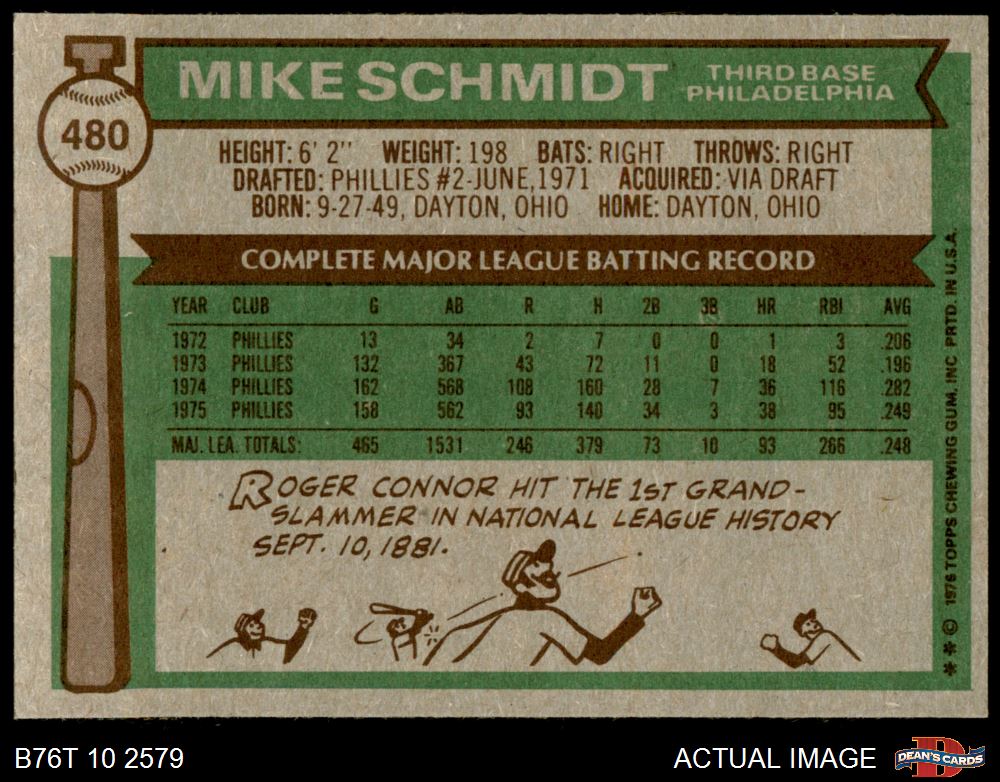 480
MIKE SCHMIDT
THIRD BASE
PHILADELPHIA
HEIGHT: 6' 2" WEIGHT: 198 BATS: RIGHT THROWS: RIGHT
DRAFTED: PHILLIES #2-JUNE, 1971 ACQUIRED: VIA DRAFT
BORN: 9-27-49, DAYTON, OHIO HOME: DAYTON, OHIO
COMPLETE MAJOR LEAGUE BATTING RECORD
YEAR CLUB G AB R H 2B 3B HR RBI AVG
1972 PHILLIES 13 34 2 7 0 0 1 3 .206
1973 PHILLIES 132 367 43 72 11 0 18 52 .196
1974 PHILLIES 162 568 108 160 28 7 36 116 .282
1975 PHILLIES 158 562 93 140 34 3 38 95 .249
MAJ. LEA. TOTALS: 465 1531 246 379 73 10 93 266 .248
ROGER CONNOR HIT THE 1ST GRAND-
SLAMMER IN NATIONAL LEAGUE HISTORY
SEPT. 10, 1881.
** © 1976 TOPPS CHEWING GUM, INC PRTD. IN U.S.A.
B76T 10 2579
ACTUAL IMAGE
D
DEAN'S CARDS